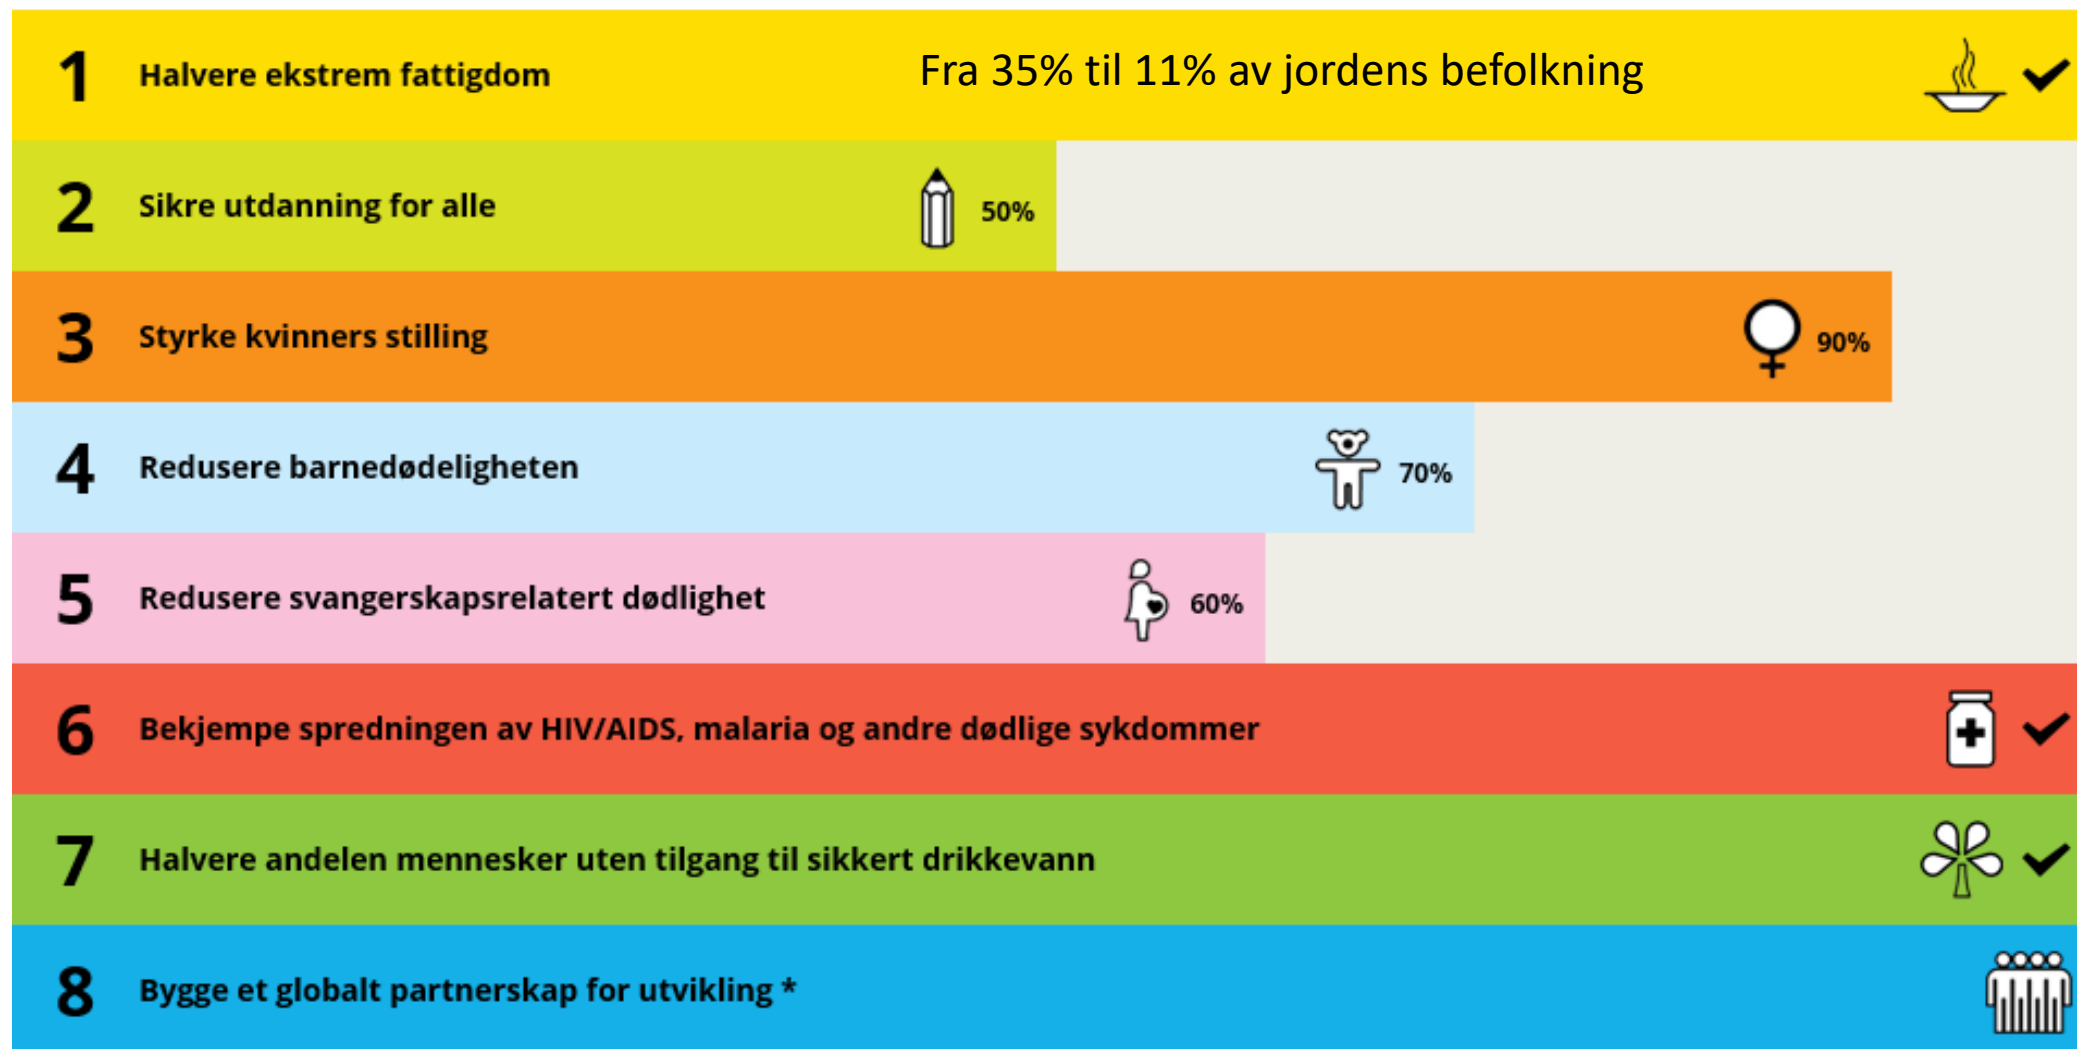 1 Halvere ekstrem fattigdom Fra 35% til 11% av jordens befolkning
2 Sikre utdanning for alle 50%
3 Styrke kvinners stilling 90%
4 Redusere barnedødeligheten 70%
5 Redusere svangerskapsrelatert dødlighet 60%
6 Bekjempe spredningen av HIV/AIDS, malaria og andre dødlige sykdommer
7 Halvere andelen mennesker uten tilgang til sikkert drikkevann
8 Bygge et globalt partnerskap for utvikling *